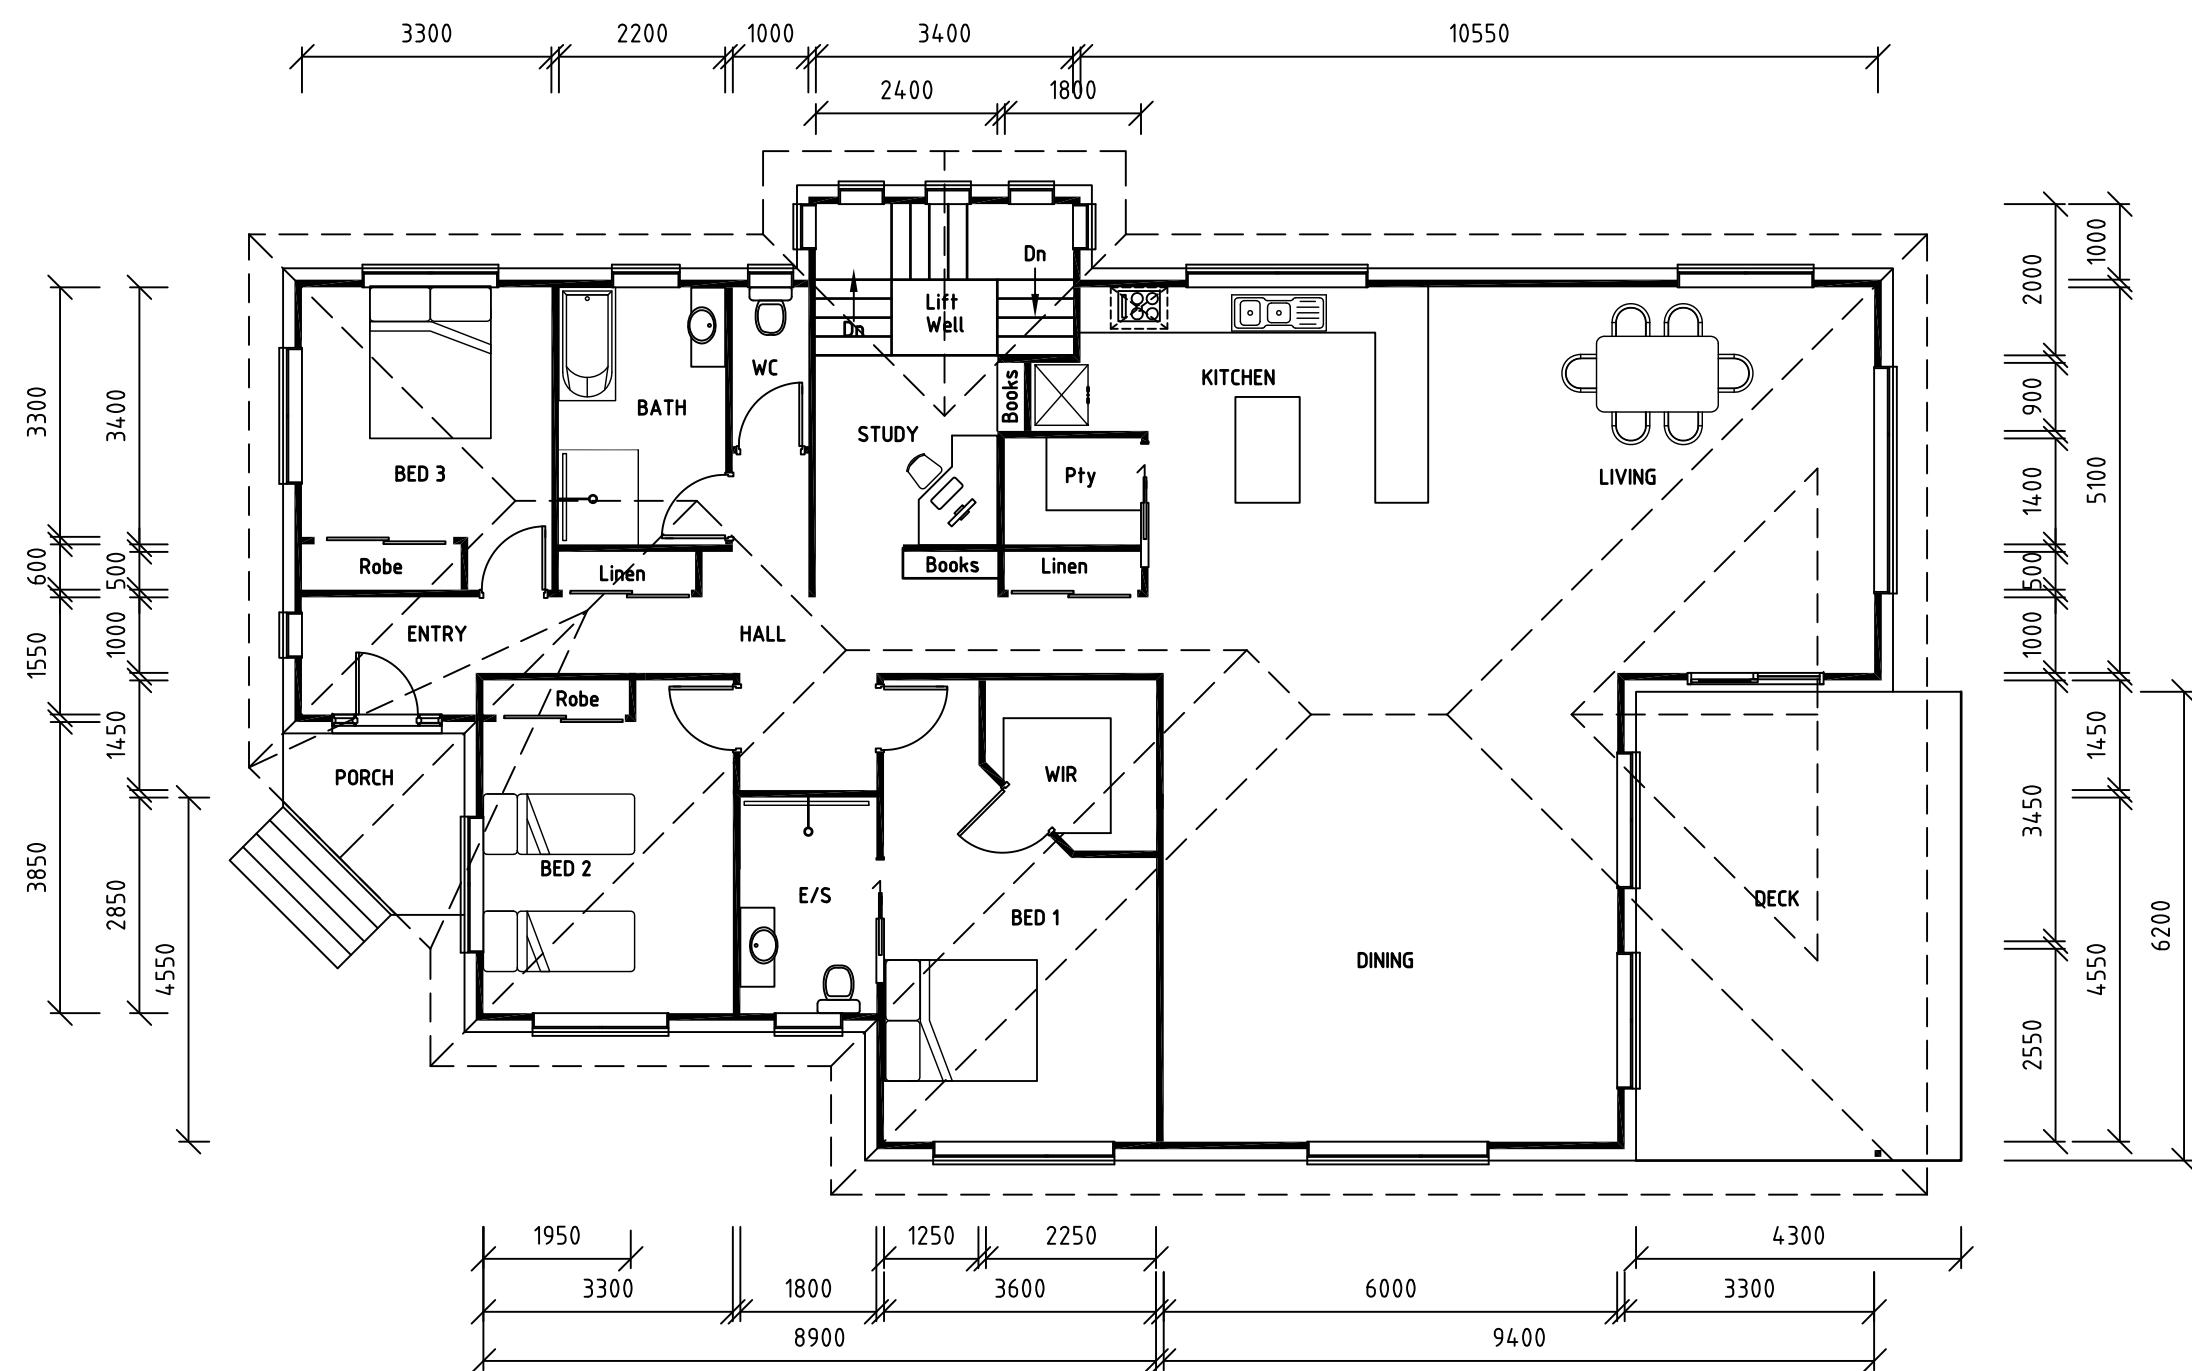 3300 2200 1000 3400 10550
2400 1800
Dn
Lift
Well
Dn
WC
Books
KITCHEN
BATH
STUDY
BED 3
Pty
LIVING
Robe
Linen
Books
Linen
ENTRY
HALL
Robe
PORCH
WIR
BED 2
E/S
BED 1
DECK
DINING
3300
600
1550
3850
3400
500
1000
1450
2850
4550
2000
900
1400
500
1000
3450
2550
1000
5100
1450
4550
6200
1950 1250 2250 4300
3300 1800 3600 6000 3300
8900 9400